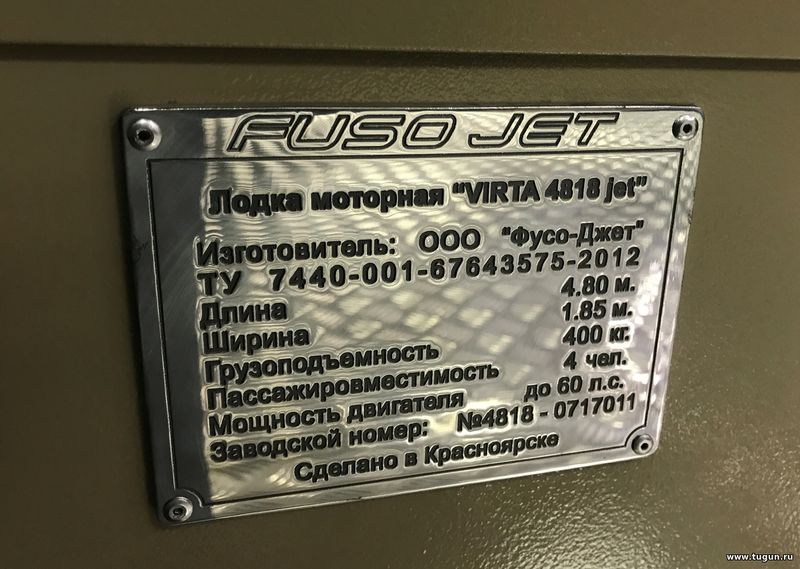 FUSO JET
Лодка моторная "VIRTA 4818 jet"
Изготовитель: ООО "Фусо-Джет"
ТУ 7440-001-67643575-2012
Длина 4.80 м.
Ширина 1.85 м.
Грузоподъемность 400 кг.
Пассажировместимость 4 чел.
Мощность двигателя до 60 л.с.
Заводской номер: №4818 - 0717011
Сделано в Красноярске
www.tugun.ru